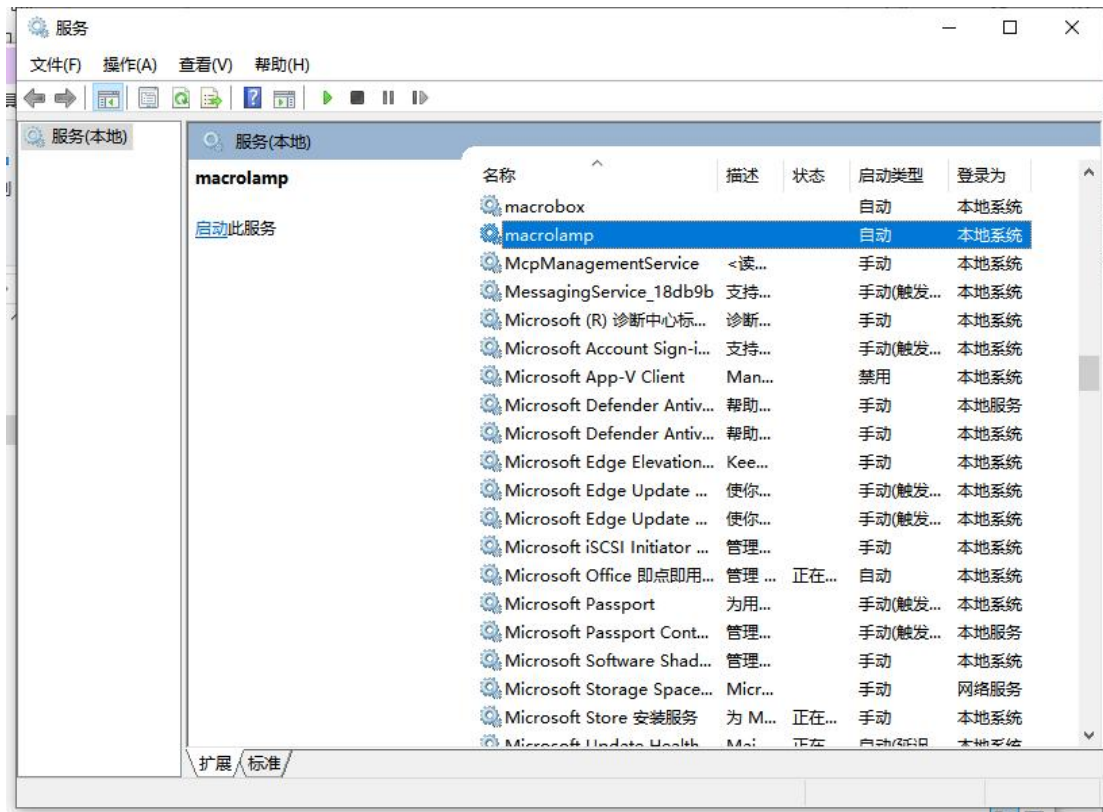 服务
文件(F) 操作(A) 查看(V) 帮助(H)
服务(本地)
服务(本地)
macrolamp
启动此服务
名称 描述 状态 启动类型 登录为
macrobox 自动 本地系统
macrolamp 自动 本地系统
McpManagementService <读... 手动 本地系统
MessagingService_18db9b 支持... 手动(触发... 本地系统
Microsoft (R) 诊断中心标... 诊断... 手动 本地系统
Microsoft Account Sign-i... 支持... 手动(触发... 本地系统
Microsoft App-V Client Man... 禁用 本地系统
Microsoft Defender Antiv... 帮助... 手动 本地服务
Microsoft Defender Antiv... 帮助... 手动 本地系统
Microsoft Edge Elevation... Kee... 手动 本地系统
Microsoft Edge Update ... 使你... 手动(触发... 本地系统
Microsoft Edge Update ... 使你... 手动(触发... 本地系统
Microsoft iSCSI Initiator ... 管理... 手动 本地系统
Microsoft Office 即点即用... 管理 ... 正在... 自动 本地系统
Microsoft Passport 为用... 手动(触发... 本地系统
Microsoft Passport Cont... 管理... 手动(触发... 本地服务
Microsoft Software Shad... 管理... 手动 本地系统
Microsoft Storage Space... Micr... 手动 网络服务
Microsoft Store 安装服务 为 M... 正在... 手动 本地系统
Microsoft Update Health 本地系统
扩展 标准